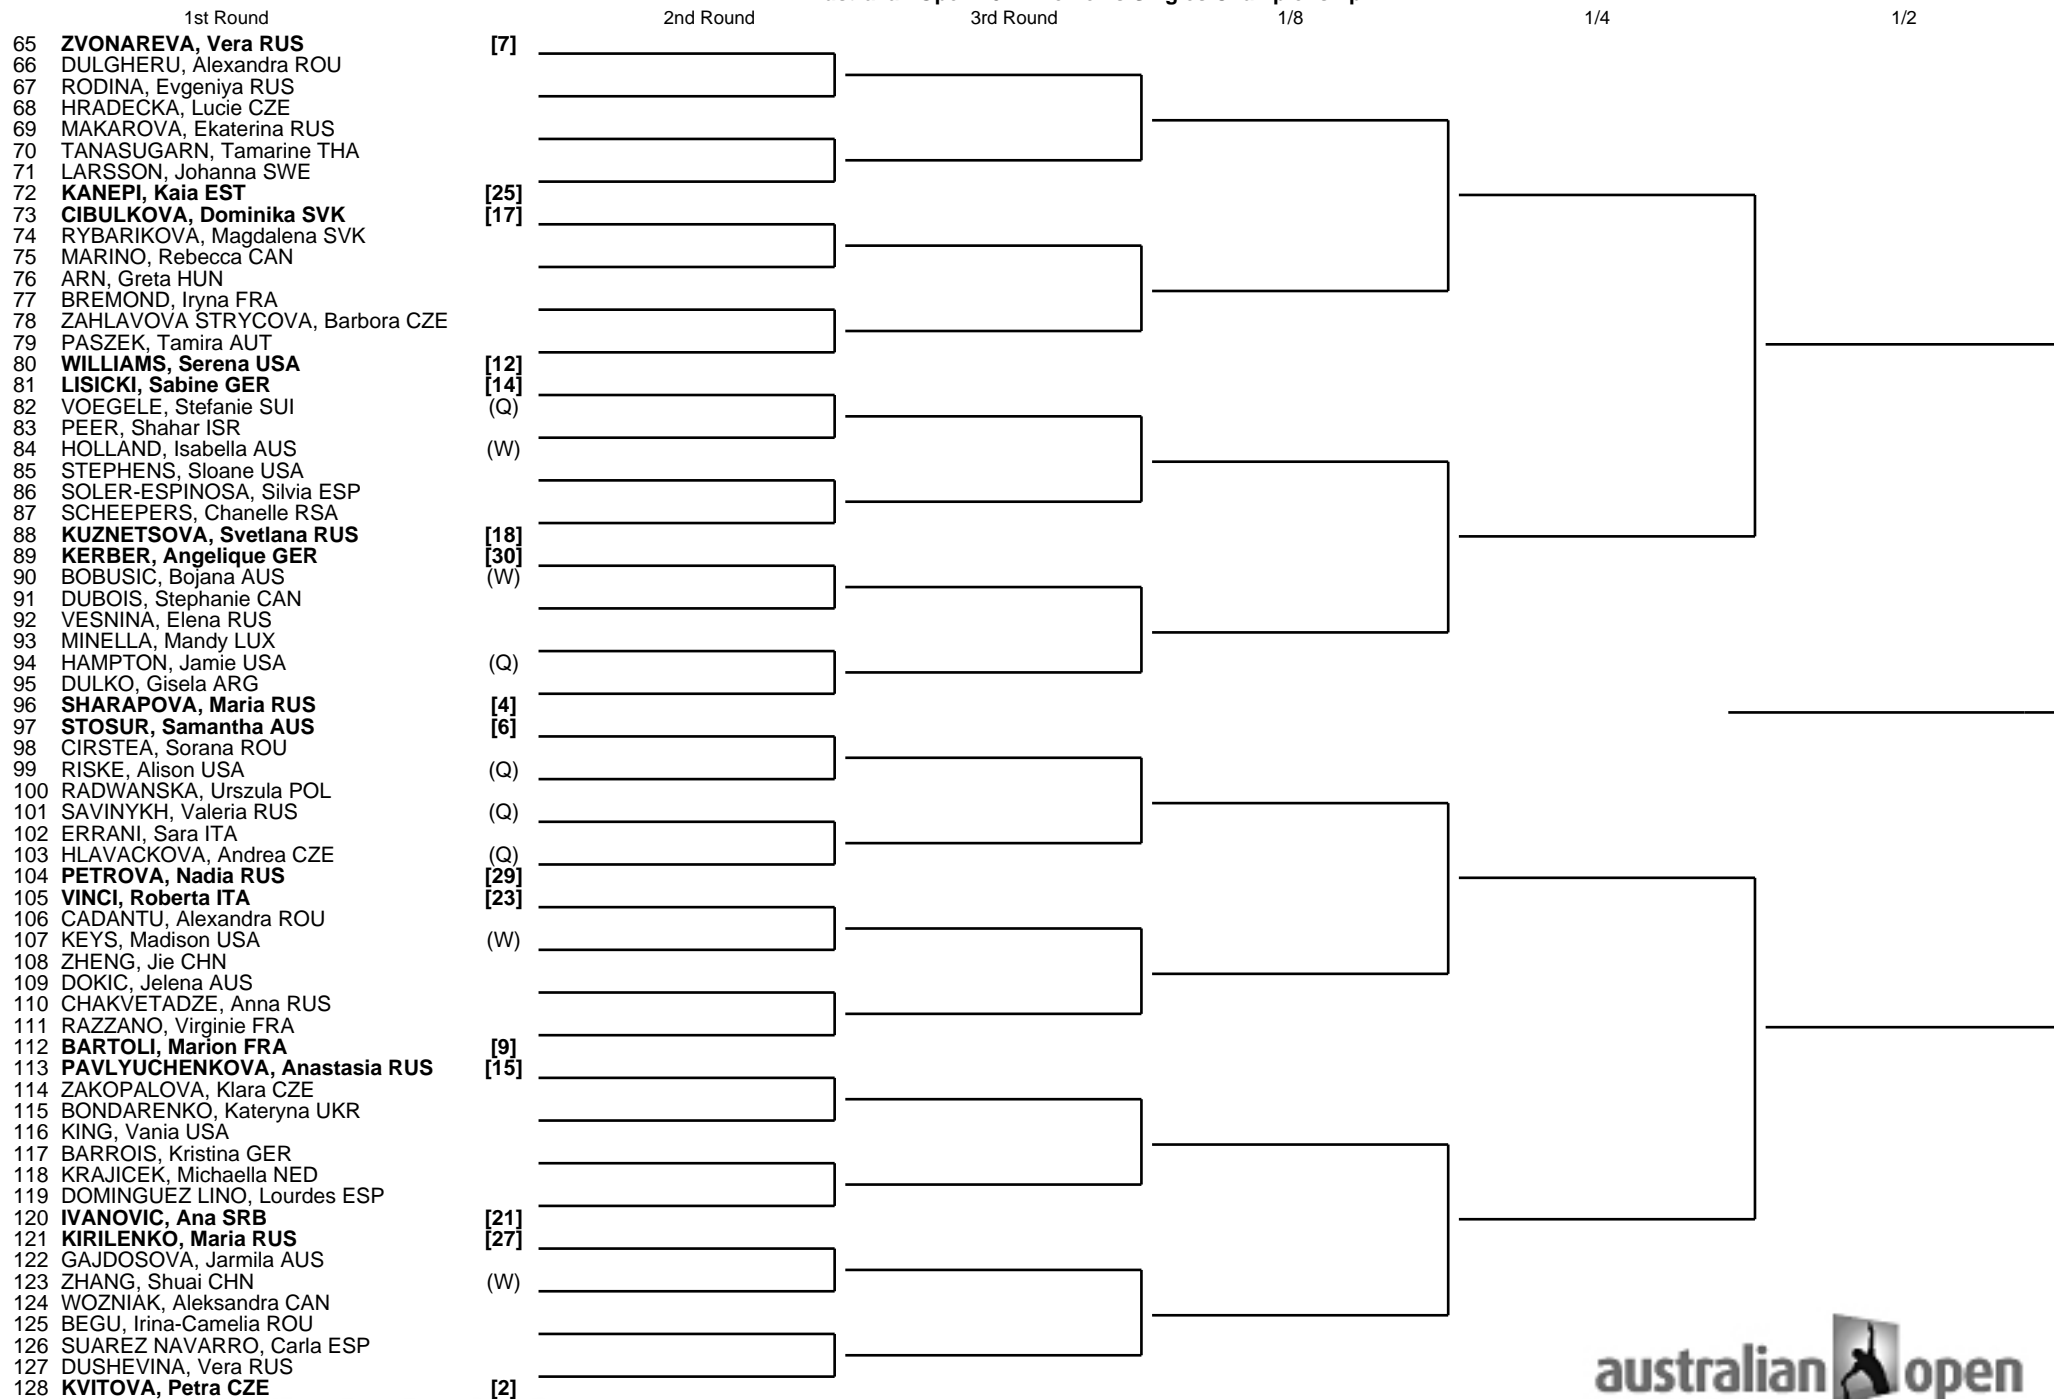 1st Round 2nd Round 3rd Round 1/8 1/4 1/2
65 ZVONAREVA, Vera RUS [7]
66 DULGHERU, Alexandra ROU
67 RODINA, Evgeniya RUS
68 HRADECKA, Lucie CZE
69 MAKAROVA, Ekaterina RUS
70 TANASUGARN, Tamarine THA
71 LARSSON, Johanna SWE
72 KANEPI, Kaia EST [25]
73 CIBULKOVA, Dominika SVK [17]
74 RYBARIKOVA, Magdalena SVK
75 MARINO, Rebecca CAN
76 ARN, Greta HUN
77 BREMOND, Iryna FRA
78 ZAHLAVOVA STRYCOVA, Barbora CZE
79 PASZEK, Tamira AUT
80 WILLIAMS, Serena USA [12]
81 LISICKI, Sabine GER [14]
82 VOEGELE, Stefanie SUI (Q)
83 PEER, Shahar ISR
84 HOLLAND, Isabella AUS (W)
85 STEPHENS, Sloane USA
86 SOLER-ESPINOSA, Silvia ESP
87 SCHEEPERS, Chanelle RSA
88 KUZNETSOVA, Svetlana RUS [18]
89 KERBER, Angelique GER [30]
90 BOBUSIC, Bojana AUS (W)
91 DUBOIS, Stephanie CAN
92 VESNINA, Elena RUS
93 MINELLA, Mandy LUX
94 HAMPTON, Jamie USA (Q)
95 DULKO, Gisela ARG
96 SHARAPOVA, Maria RUS [4]
97 STOSUR, Samantha AUS [6]
98 CIRSTEA, Sorana ROU
99 RISKE, Alison USA (Q)
100 RADWANSKA, Urszula POL
101 SAVINYKH, Valeria RUS (Q)
102 ERRANI, Sara ITA
103 HLAVACKOVA, Andrea CZE (Q)
104 PETROVA, Nadia RUS [29]
105 VINCI, Roberta ITA [23]
106 CADANTU, Alexandra ROU
107 KEYS, Madison USA (W)
108 ZHENG, Jie CHN
109 DOKIC, Jelena AUS
110 CHAKVETADZE, Anna RUS
111 RAZZANO, Virginie FRA
112 BARTOLI, Marion FRA [9]
113 PAVLYUCHENKOVA, Anastasia RUS [15]
114 ZAKOPALOVA, Klara CZE
115 BONDARENKO, Kateryna UKR
116 KING, Vania USA
117 BARROIS, Kristina GER
118 KRAJICEK, Michaella NED
119 DOMINGUEZ LINO, Lourdes ESP
120 IVANOVIC, Ana SRB [21]
121 KIRILENKO, Maria RUS [27]
122 GAJDOSOVA, Jarmila AUS
123 ZHANG, Shuai CHN (W)
124 WOZNIAK, Aleksandra CAN
125 BEGU, Irina-Camelia ROU
126 SUAREZ NAVARRO, Carla ESP
127 DUSHEVINA, Vera RUS
128 KVITOVA, Petra CZE [2]
australian open